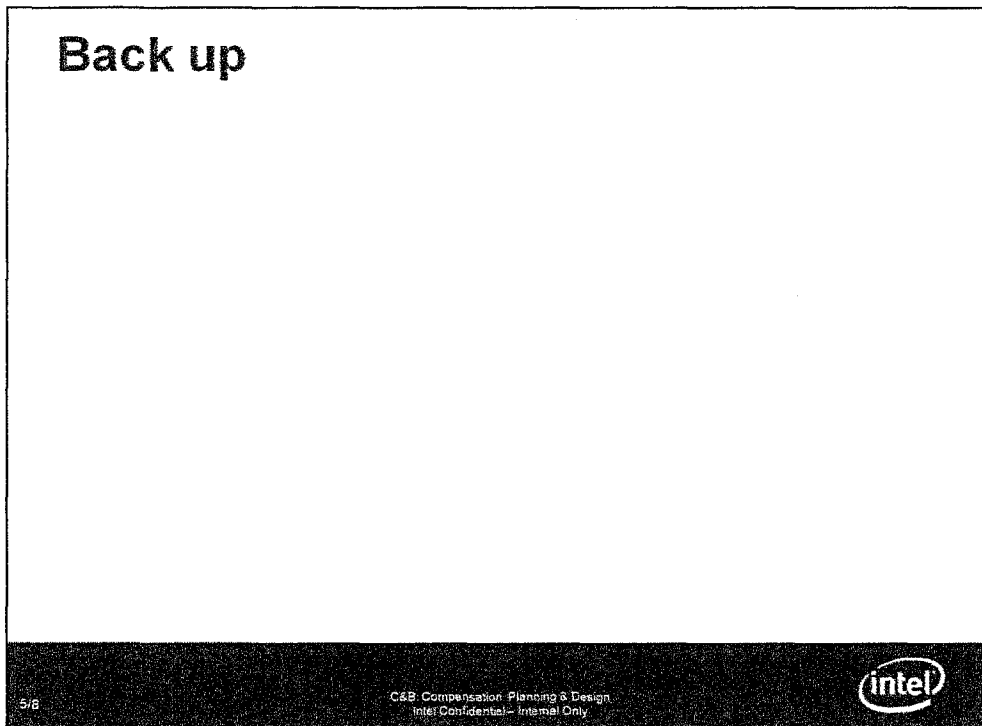 Back up
5/8
C&B: Compensation Planning & Design
Intel Confidential – Internal Only
intel